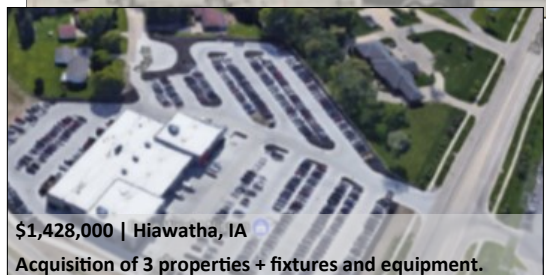 $1,428,000 | Hiawatha, IA
Acquisition of 3 properties + fixtures and equipment.